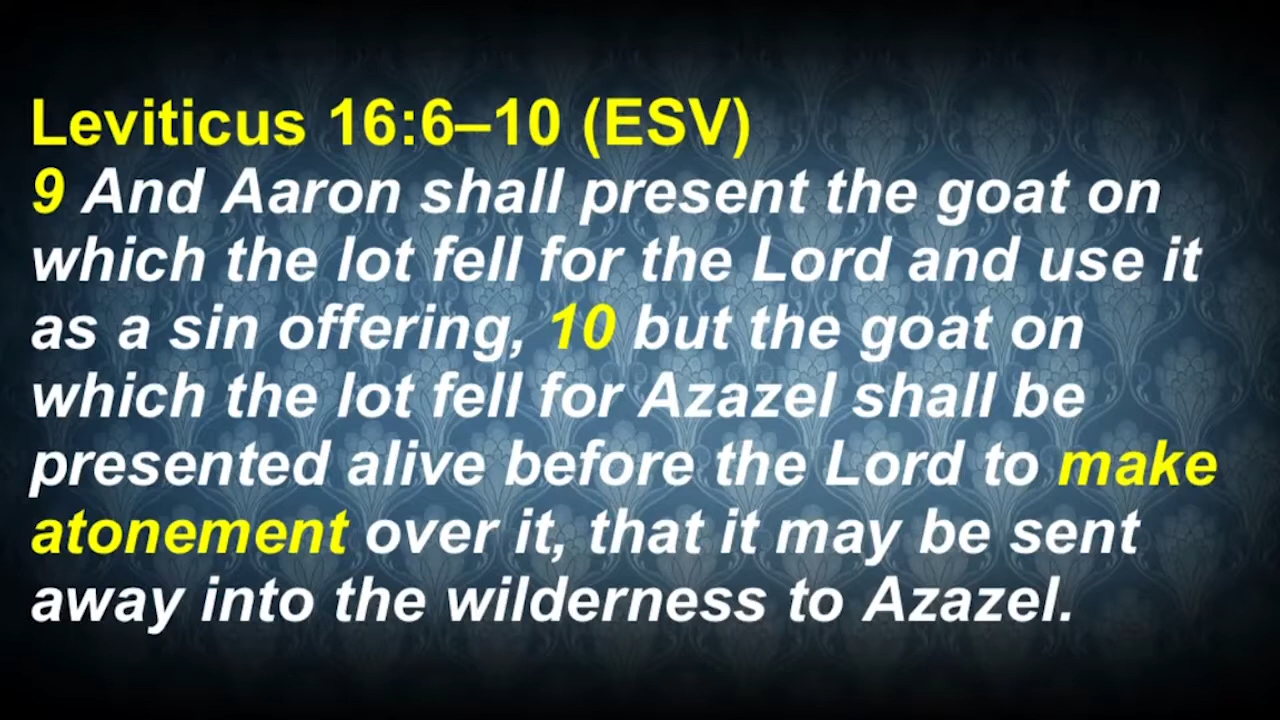 Leviticus 16:6–10 (ESV)
9 And Aaron shall present the goat on
which the lot fell for the Lord and use it
as a sin offering, 10 but the goat on
which the lot fell for Azazel shall be
presented alive before the Lord to make
atonement over it, that it may be sent
away into the wilderness to Azazel.